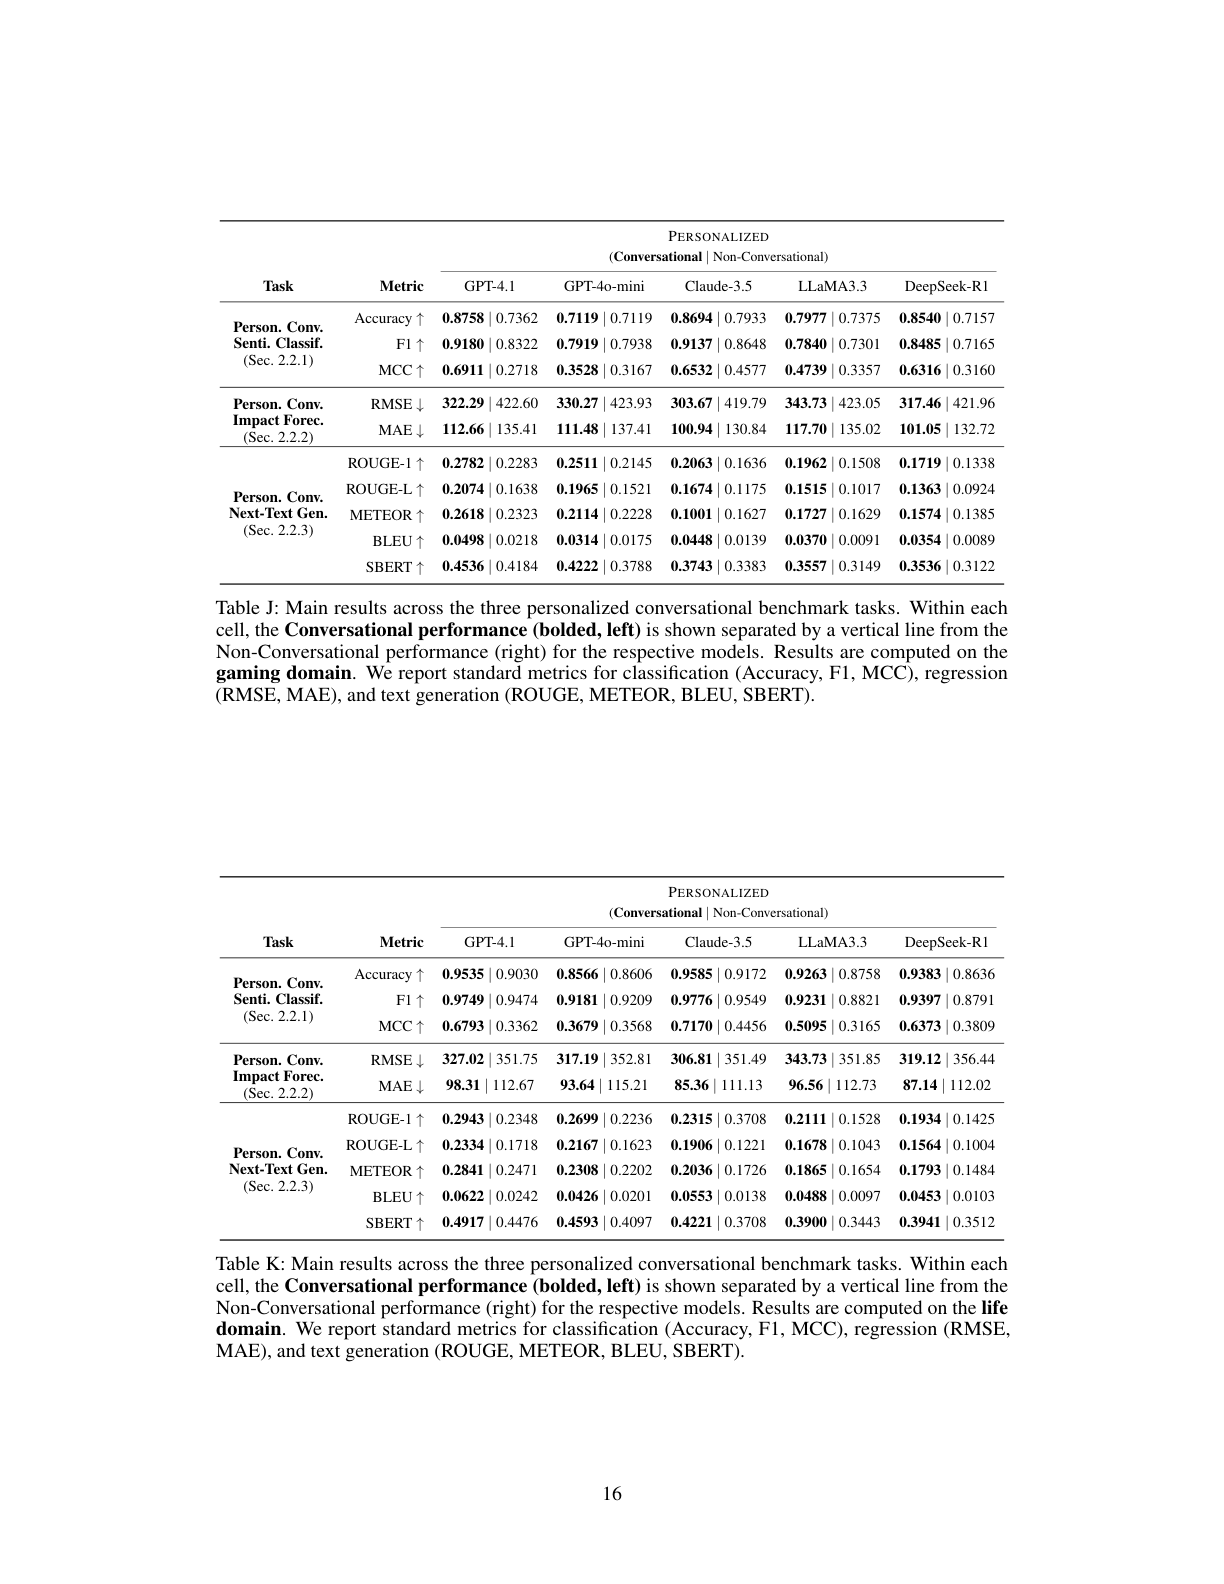 PERSONALIZED
(Conversational | Non-Conversational)
Task Metric GPT-4.1 GPT-4o-mini Claude-3.5 LLaMA3.3 DeepSeek-R1
Person. Conv.
Senti. Classif.
(Sec. 2.2.1)
Accuracy ↑ 0.8758 | 0.7362 0.7119 | 0.7119 0.8694 | 0.7933 0.7977 | 0.7375 0.8540 | 0.7157
F1 ↑ 0.9180 | 0.8322 0.7919 | 0.7938 0.9137 | 0.8648 0.7840 | 0.7301 0.8485 | 0.7165
MCC ↑ 0.6911 | 0.2718 0.3528 | 0.3167 0.6532 | 0.4577 0.4739 | 0.3357 0.6316 | 0.3160
Person. Conv.
Impact Forec.
(Sec. 2.2.2)
RMSE ↓ 322.29 | 422.60 330.27 | 423.93 303.67 | 419.79 343.73 | 423.05 317.46 | 421.96
MAE ↓ 112.66 | 135.41 111.48 | 137.41 100.94 | 130.84 117.70 | 135.02 101.05 | 132.72
Person. Conv.
Next-Text Gen.
(Sec. 2.2.3)
ROUGE-1 ↑ 0.2782 | 0.2283 0.2511 | 0.2145 0.2063 | 0.1636 0.1962 | 0.1508 0.1719 | 0.1338
ROUGE-L ↑ 0.2074 | 0.1638 0.1965 | 0.1521 0.1674 | 0.1175 0.1515 | 0.1017 0.1363 | 0.0924
METEOR ↑ 0.2618 | 0.2323 0.2114 | 0.2228 0.1001 | 0.1627 0.1727 | 0.1629 0.1574 | 0.1385
BLEU ↑ 0.0498 | 0.0218 0.0314 | 0.0175 0.0448 | 0.0139 0.0370 | 0.0091 0.0354 | 0.0089
SBERT ↑ 0.4536 | 0.4184 0.4222 | 0.3788 0.3743 | 0.3383 0.3557 | 0.3149 0.3536 | 0.3122
Table J: Main results across the three personalized conversational benchmark tasks. Within each
cell, the Conversational performance (bolded, left) is shown separated by a vertical line from the
Non-Conversational performance (right) for the respective models. Results are computed on the
gaming domain. We report standard metrics for classification (Accuracy, F1, MCC), regression
(RMSE, MAE), and text generation (ROUGE, METEOR, BLEU, SBERT).
PERSONALIZED
(Conversational | Non-Conversational)
Task Metric GPT-4.1 GPT-4o-mini Claude-3.5 LLaMA3.3 DeepSeek-R1
Person. Conv.
Senti. Classif.
(Sec. 2.2.1)
Accuracy ↑ 0.9535 | 0.9030 0.8566 | 0.8606 0.9585 | 0.9172 0.9263 | 0.8758 0.9383 | 0.8636
F1 ↑ 0.9749 | 0.9474 0.9181 | 0.9209 0.9776 | 0.9549 0.9231 | 0.8821 0.9397 | 0.8791
MCC ↑ 0.6793 | 0.3362 0.3679 | 0.3568 0.7170 | 0.4456 0.5095 | 0.3165 0.6373 | 0.3809
Person. Conv.
Impact Forec.
(Sec. 2.2.2)
RMSE ↓ 327.02 | 351.75 317.19 | 352.81 306.81 | 351.49 343.73 | 351.85 319.12 | 356.44
MAE ↓ 98.31 | 112.67 93.64 | 115.21 85.36 | 111.13 96.56 | 112.73 87.14 | 112.02
Person. Conv.
Next-Text Gen.
(Sec. 2.2.3)
ROUGE-1 ↑ 0.2943 | 0.2348 0.2699 | 0.2236 0.2315 | 0.3708 0.2111 | 0.1528 0.1934 | 0.1425
ROUGE-L ↑ 0.2334 | 0.1718 0.2167 | 0.1623 0.1906 | 0.1221 0.1678 | 0.1043 0.1564 | 0.1004
METEOR ↑ 0.2841 | 0.2471 0.2308 | 0.2202 0.2036 | 0.1726 0.1865 | 0.1654 0.1793 | 0.1484
BLEU ↑ 0.0622 | 0.0242 0.0426 | 0.0201 0.0553 | 0.0138 0.0488 | 0.0097 0.0453 | 0.0103
SBERT ↑ 0.4917 | 0.4476 0.4593 | 0.4097 0.4221 | 0.3708 0.3900 | 0.3443 0.3941 | 0.3512
Table K: Main results across the three personalized conversational benchmark tasks. Within each
cell, the Conversational performance (bolded, left) is shown separated by a vertical line from the
Non-Conversational performance (right) for the respective models. Results are computed on the life
domain. We report standard metrics for classification (Accuracy, F1, MCC), regression (RMSE,
MAE), and text generation (ROUGE, METEOR, BLEU, SBERT).
16